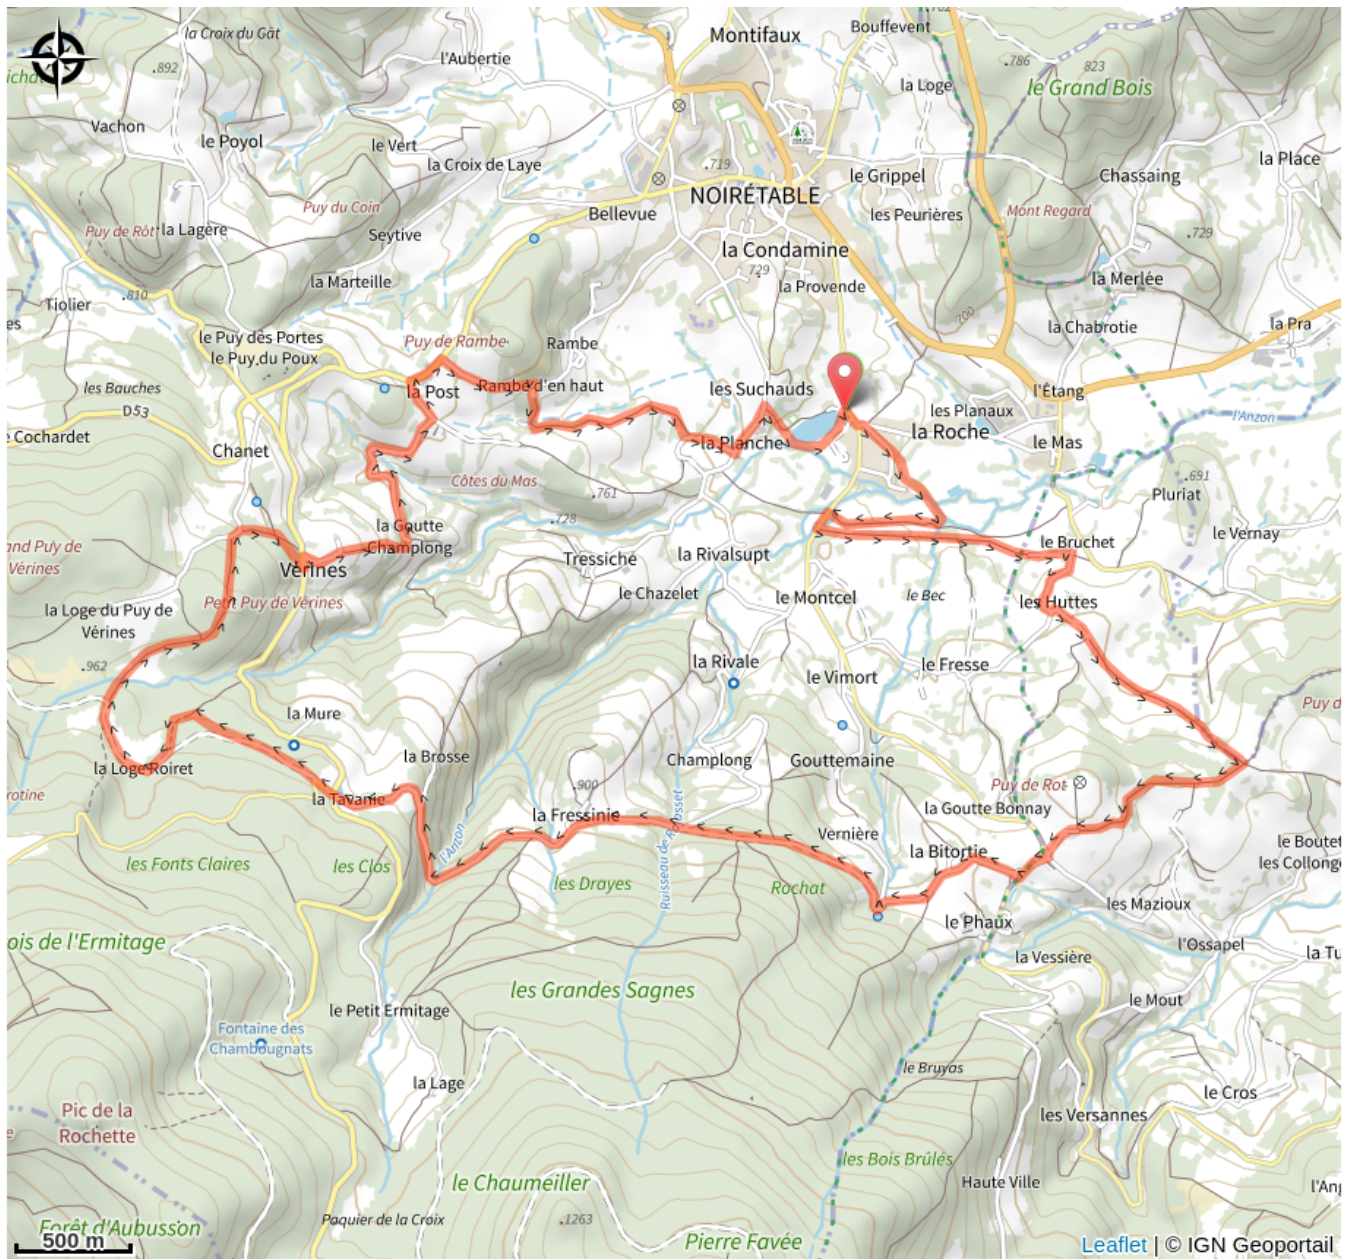 la Croix du Gât
Montifaux
Bouffevent
l'Aubertie
.786
823
.892
la Loge
le Grand Bois
Vachon
le Poyol
le Vert
la Croix de Laye
.719
la Place
le Grippel
Chassaing
NOIRÉTABLE
Puy du Coin
Bellevue
les Peurières
Mont Regard
Puy de Rôt
la Lagère
Seytive
.729
la Condamine
729
la Marteille
la Provende
la Merlée
.810
Tiolier
700
la Chabrotie
la Pra
le Puy des Portes
Puy de Rambe
Rambe
le Puy du Poux
les Bauches
la Post
Rambe d'en haut
les Suchauds
l'Étang
D53
les Planaux
l'Anzon
Cochardet
la Roche
Chanet
la Planche
le Mas
Côtes du Mas
.691
.761
Pluriat
.728
la Goutte
Champlong
le Vernay
le Bruchet
Puy de
Vérines
Tressiche
la Rivalsupt
Vérines
le Chazelet
le Montcel
le Bec
les Huttes
Petit Puy de Vérines
la Loge du Puy de
Vérines
.962
la Rivale
le Fresse
le Vimort
la Mure
la Brosse
Champlong
Gouttemaine
la Loge Roiret
Puy de Rot
la Tavanie
.900
la Fressinie
la Goutte Bonnay
Vernière
l'Anzon
Ruisseau de
la Bitortie
les Fonts Claires
les Clos
les Drayes
Rochat
les Mazioux
le Phaux
l'Ossapel
ois de l'Ermitage
la Vessière
les Grandes Sagnes
le Mout
le Petit Ermitage
Fontaine des
Chambougnats
le Bruyas
la Lage
le Cros
Pic de la
Rochette
les Versannes
les Bois Brûlés
le Chaumeiller
Haute Ville
Paquier de la Croix
.1263
Forêt d'Aubusson
Pierre Favée
500 m
Leaflet | © IGN Geoportail